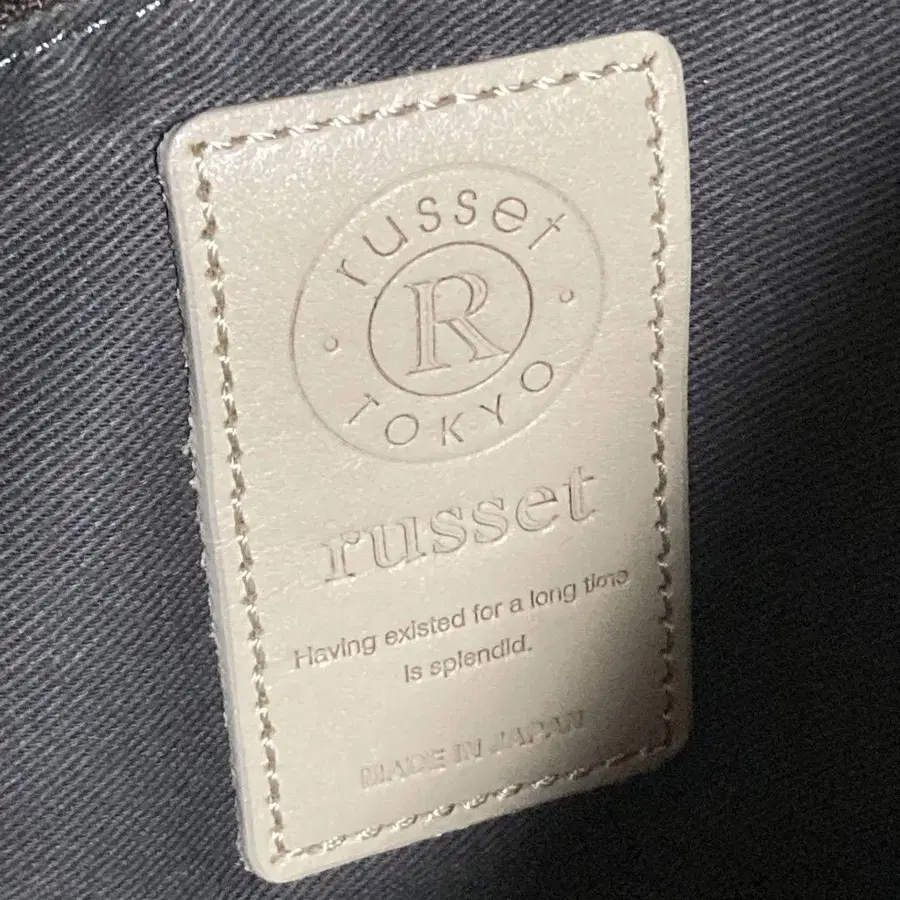 russet
R
TOKYO
russet
Having existed for a long time
is splendid.
MADE IN JAPAN